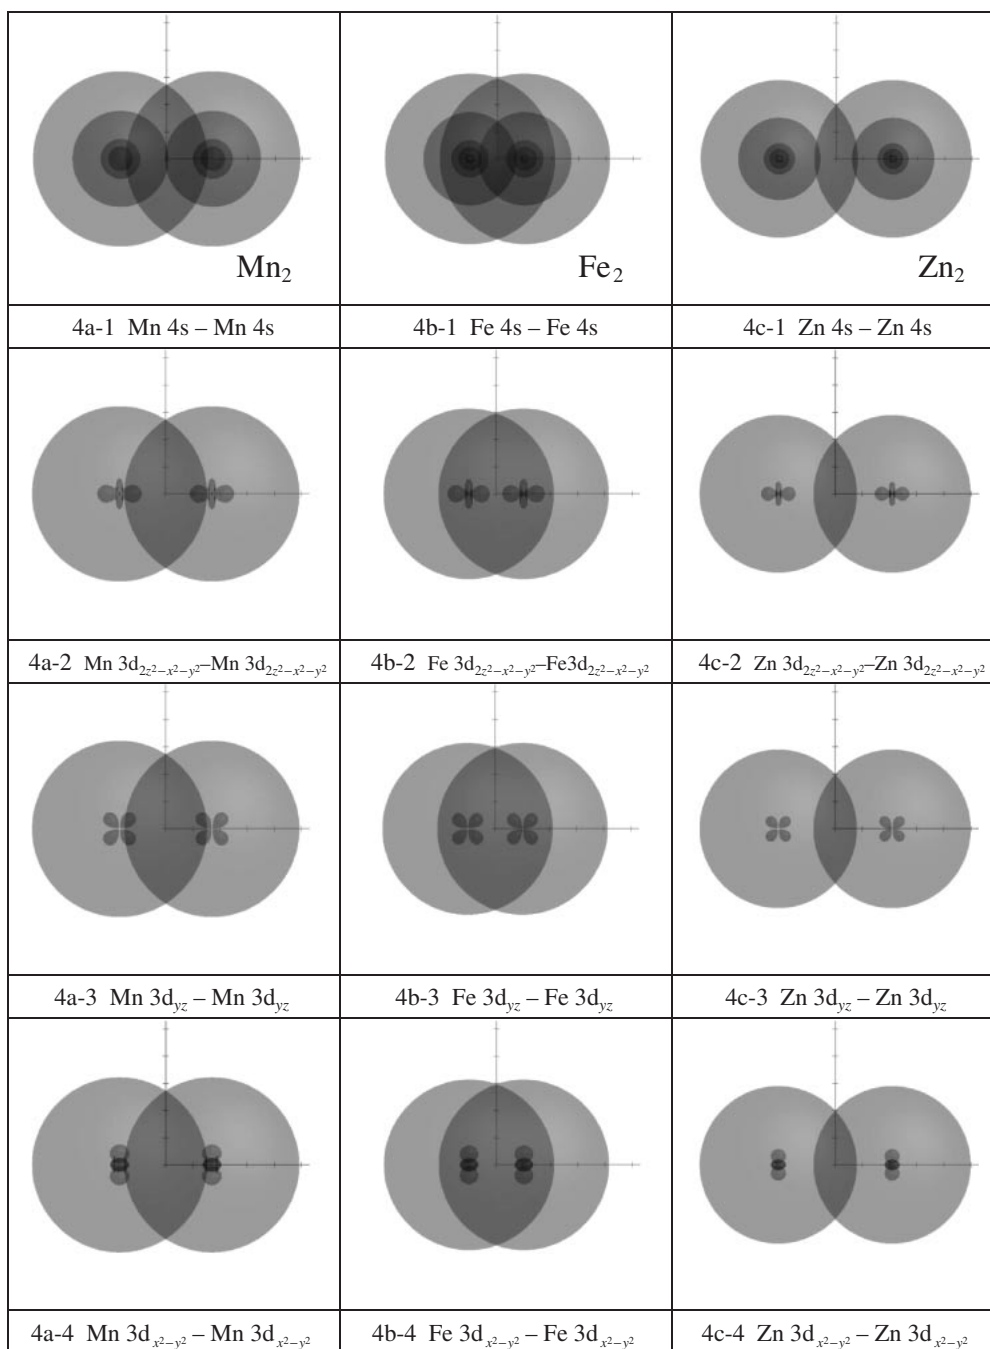 Mn₂ Fe₂ Zn₂
4a-1 Mn 4s – Mn 4s 4b-1 Fe 4s – Fe 4s 4c-1 Zn 4s – Zn 4s
4a-2 Mn 3d₂z²−x²−y²–Mn 3d₂z²−x²−y² 4b-2 Fe 3d₂z²−x²−y²–Fe3d₂z²−x²−y² 4c-2 Zn 3d₂z²−x²−y²–Zn 3d₂z²−x²−y²
4a-3 Mn 3dyz – Mn 3dyz 4b-3 Fe 3dyz – Fe 3dyz 4c-3 Zn 3dyz – Zn 3dyz
4a-4 Mn 3dx²−y² – Mn 3dx²−y² 4b-4 Fe 3dx²−y² – Fe 3dx²−y² 4c-4 Zn 3dx²−y² – Zn 3dx²−y²